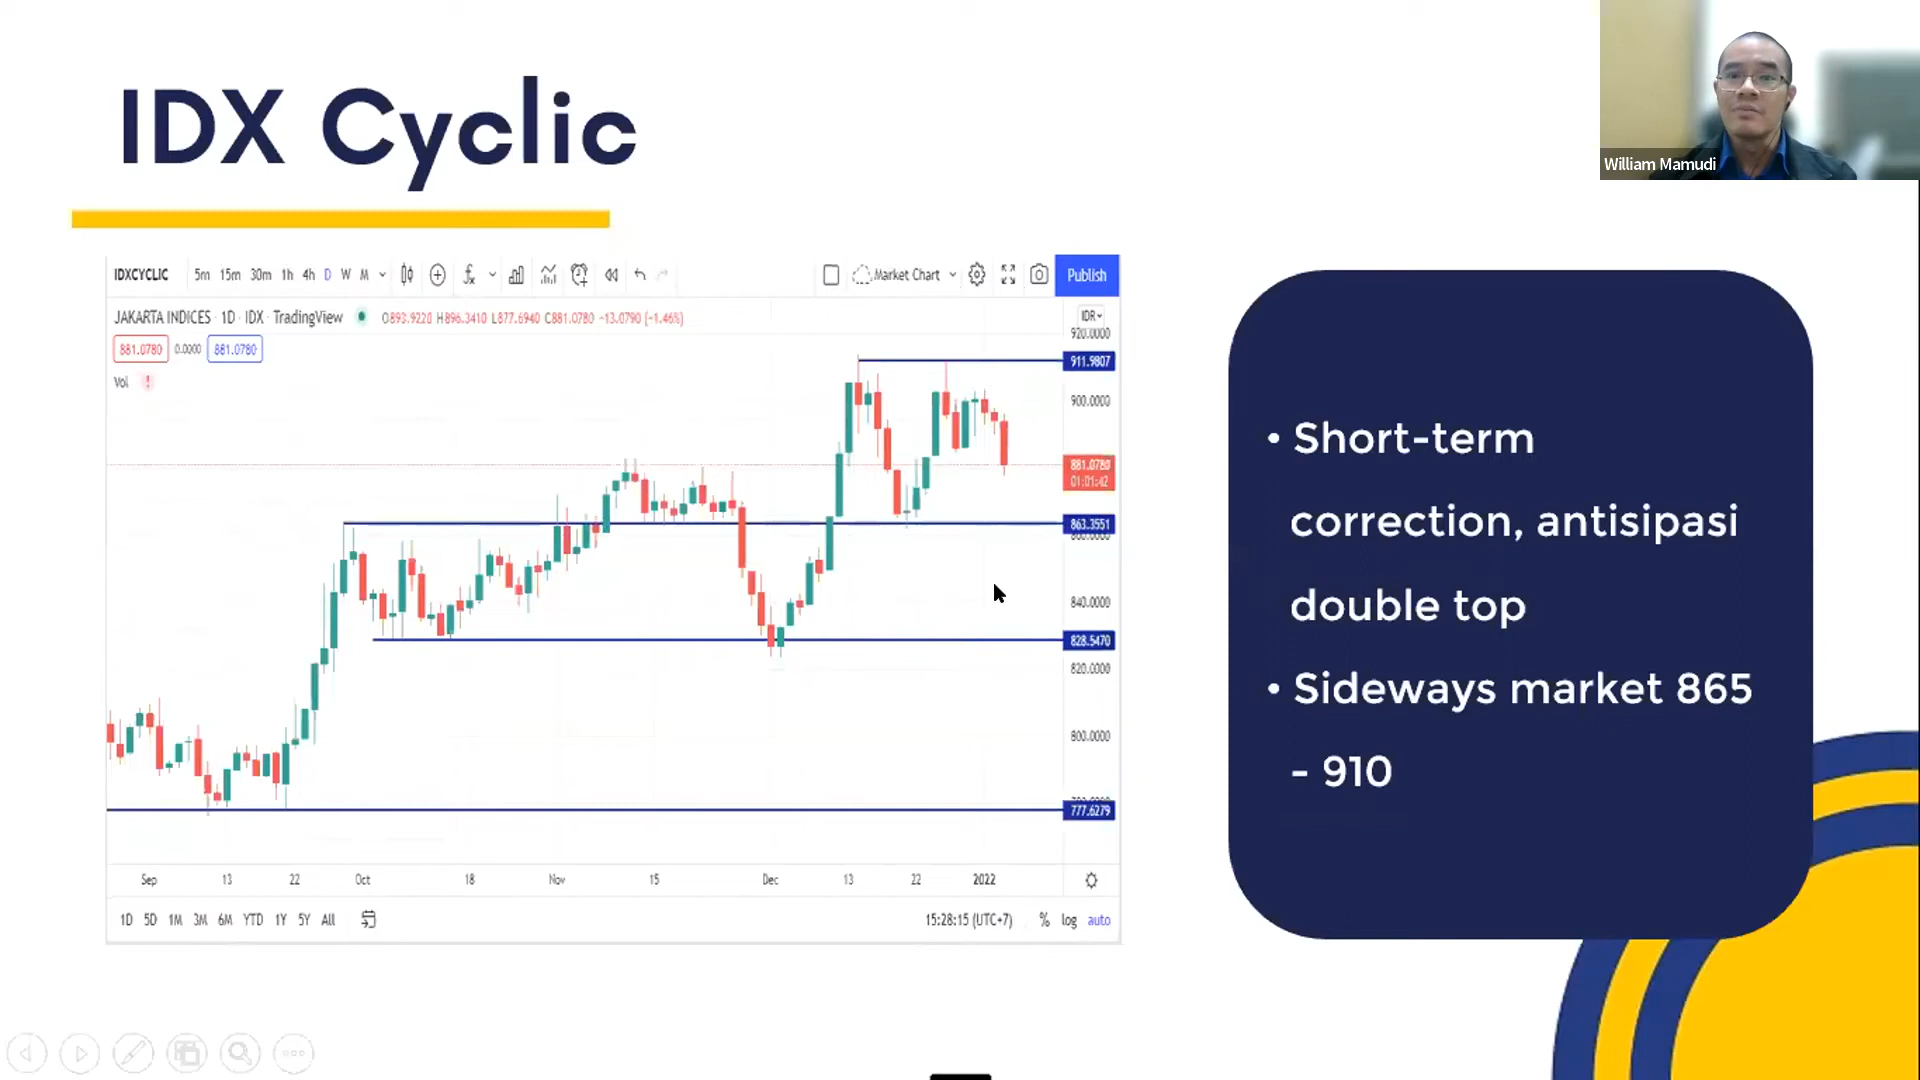 IDX Cyclic
William Mamudi
IDXCYCLIC 5m 15m 30m 1h 4h D W M Market Chart Publish
JAKARTA INDICES · 1D · IDX · TradingView O893.9220 H896.3410 L877.6940 C881.0780 −13.0790 (−1.46%)
IDR
881.0780 0.0000 881.0780
Vol !
920.0000
911.9807
900.0000
881.0780
01:01:42
863.3551
860.0000
840.0000
828.5470
820.0000
800.0000
777.6279
Sep 13 22 Oct 18 Nov 15 Dec 13 22 2022
1D 5D 1M 3M 6M YTD 1Y 5Y All 15:28:15 (UTC+7) % log auto
• Short-term
correction, antisipasi
double top
• Sideways market 865
- 910